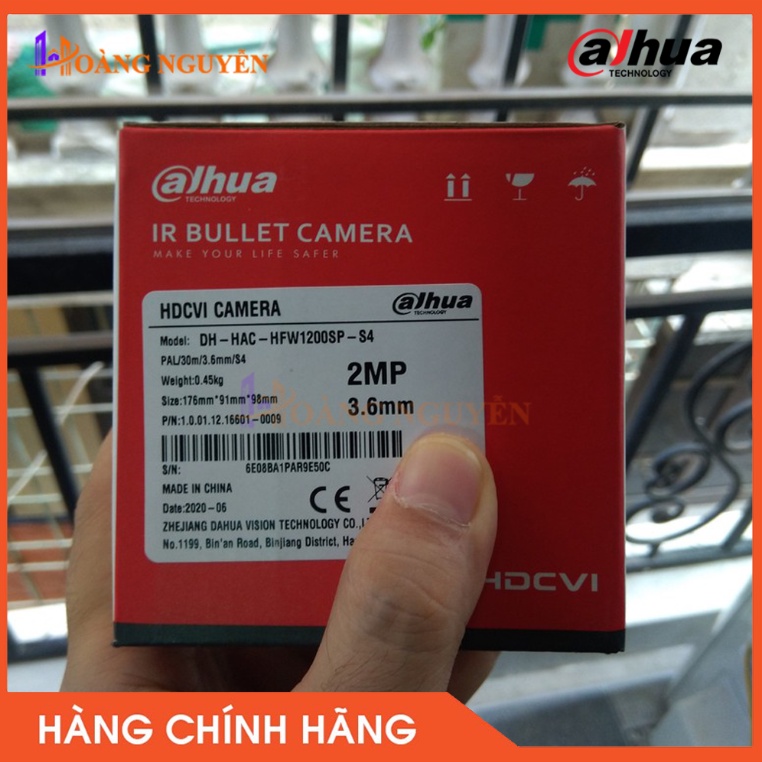 HOÀNG NGUYỄN
alhua
TECHNOLOGY
alhua
TECHNOLOGY
IR BULLET CAMERA
MAKE YOUR LIFE SAFER
HDCVI CAMERA
alhua
TECHNOLOGY
Model: DH-HAC-HFW1200SP-S4
PAL/30m/3.6mm/S4
Weight:0.45kg
2MP
Size:176mm*91mm*98mm
HOÀNG NGUYỄN
3.6mm
P/N:1.0.01.12.16601-0009
S/N:
6E08BA1PAR9E50C
MADE IN CHINA
CE
Date:2020-06
ZHEJIANG DAHUA VISION TECHNOLOGY CO.,
No.1199, Bin'an Road, Binjiang District,
HDCVI
HÀNG CHÍNH HÃNG